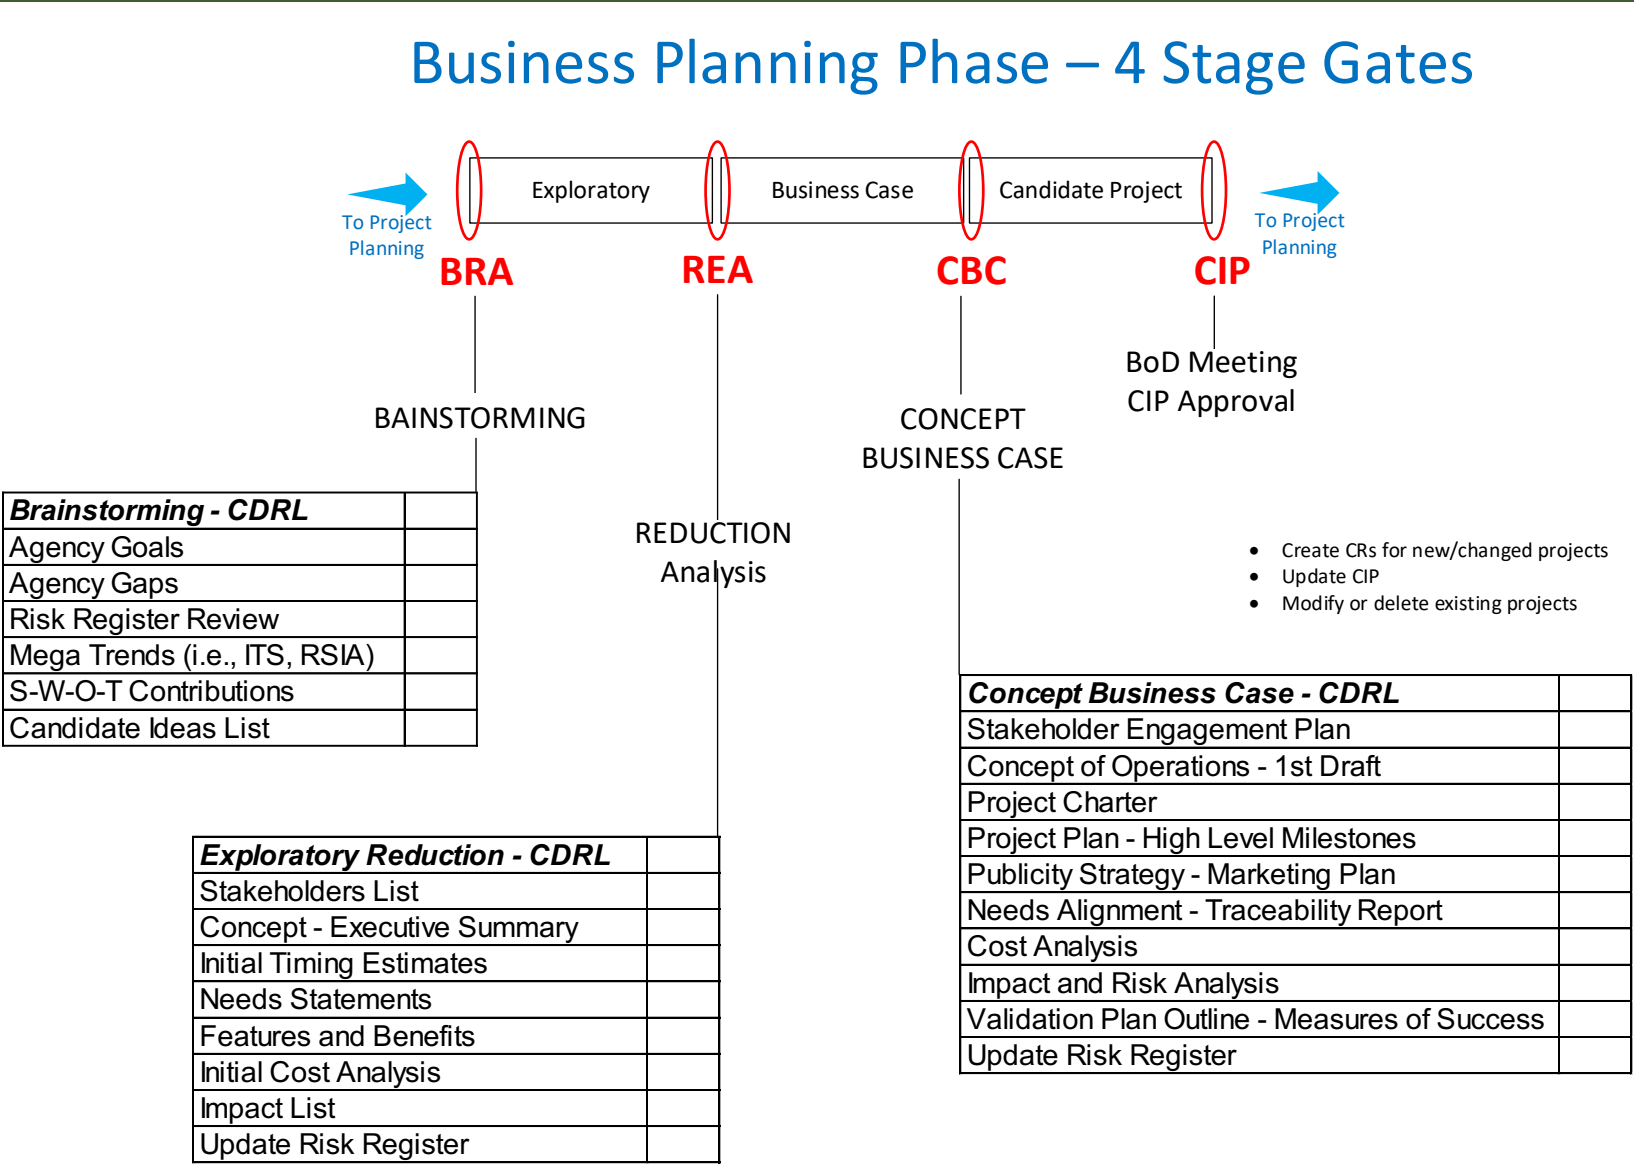 Business Planning Phase – 4 Stage Gates
Exploratory
Business Case
Candidate Project
To Project
Planning
To Project
Planning
BRA
REA
CBC
CIP
BoD Meeting
CIP Approval
BAINSTORMING
CONCEPT
BUSINESS CASE
REDUCTION
Analysis
Brainstorming - CDRL
Agency Goals
Agency Gaps
Risk Register Review
Mega Trends (i.e., ITS, RSIA)
S-W-O-T Contributions
Candidate Ideas List
• Create CRs for new/changed projects
• Update CIP
• Modify or delete existing projects
Exploratory Reduction - CDRL
Stakeholders List
Concept - Executive Summary
Initial Timing Estimates
Needs Statements
Features and Benefits
Initial Cost Analysis
Impact List
Update Risk Register
Concept Business Case - CDRL
Stakeholder Engagement Plan
Concept of Operations - 1st Draft
Project Charter
Project Plan - High Level Milestones
Publicity Strategy - Marketing Plan
Needs Alignment - Traceability Report
Cost Analysis
Impact and Risk Analysis
Validation Plan Outline - Measures of Success
Update Risk Register